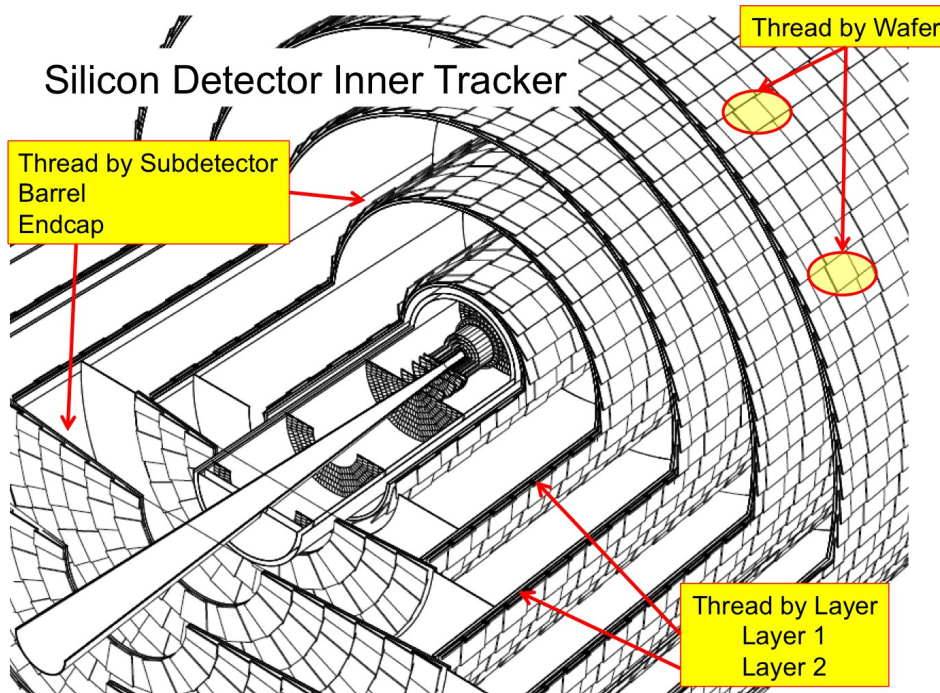 Thread by Wafer
Silicon Detector Inner Tracker
Thread by Subdetector
Barrel
Endcap
Thread by Layer
Layer 1
Layer 2